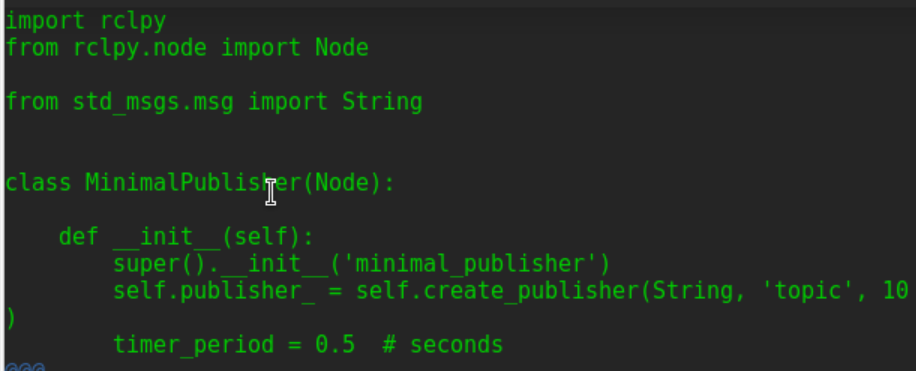 import rclpy
from rclpy.node import Node
from std_msgs.msg import String
class MinimalPublisher(Node):
def __init__(self):
super().__init__('minimal_publisher')
self.publisher_ = self.create_publisher(String, 'topic', 10
)
timer_period = 0.5  # seconds